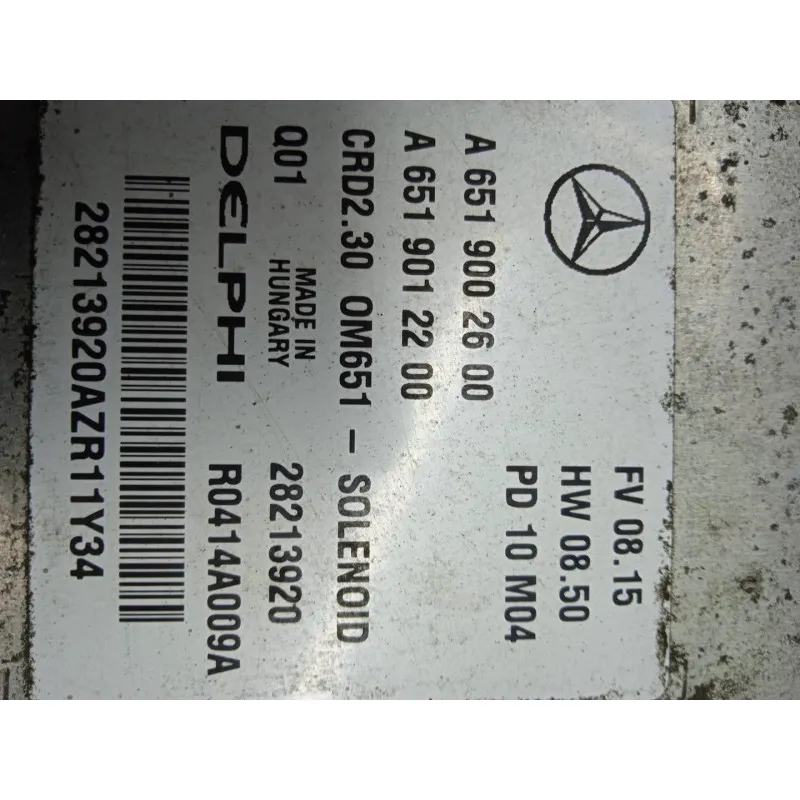 FV 08.15
HW 08.50
PD 10 M04
A 651 900 26 00
A 651 901 22 00
CRD2.30 OM651 – SOLENOID
Q01 MADE IN HUNGARY 28213920
DELPHI R0414A009A
28213920AZR11Y34